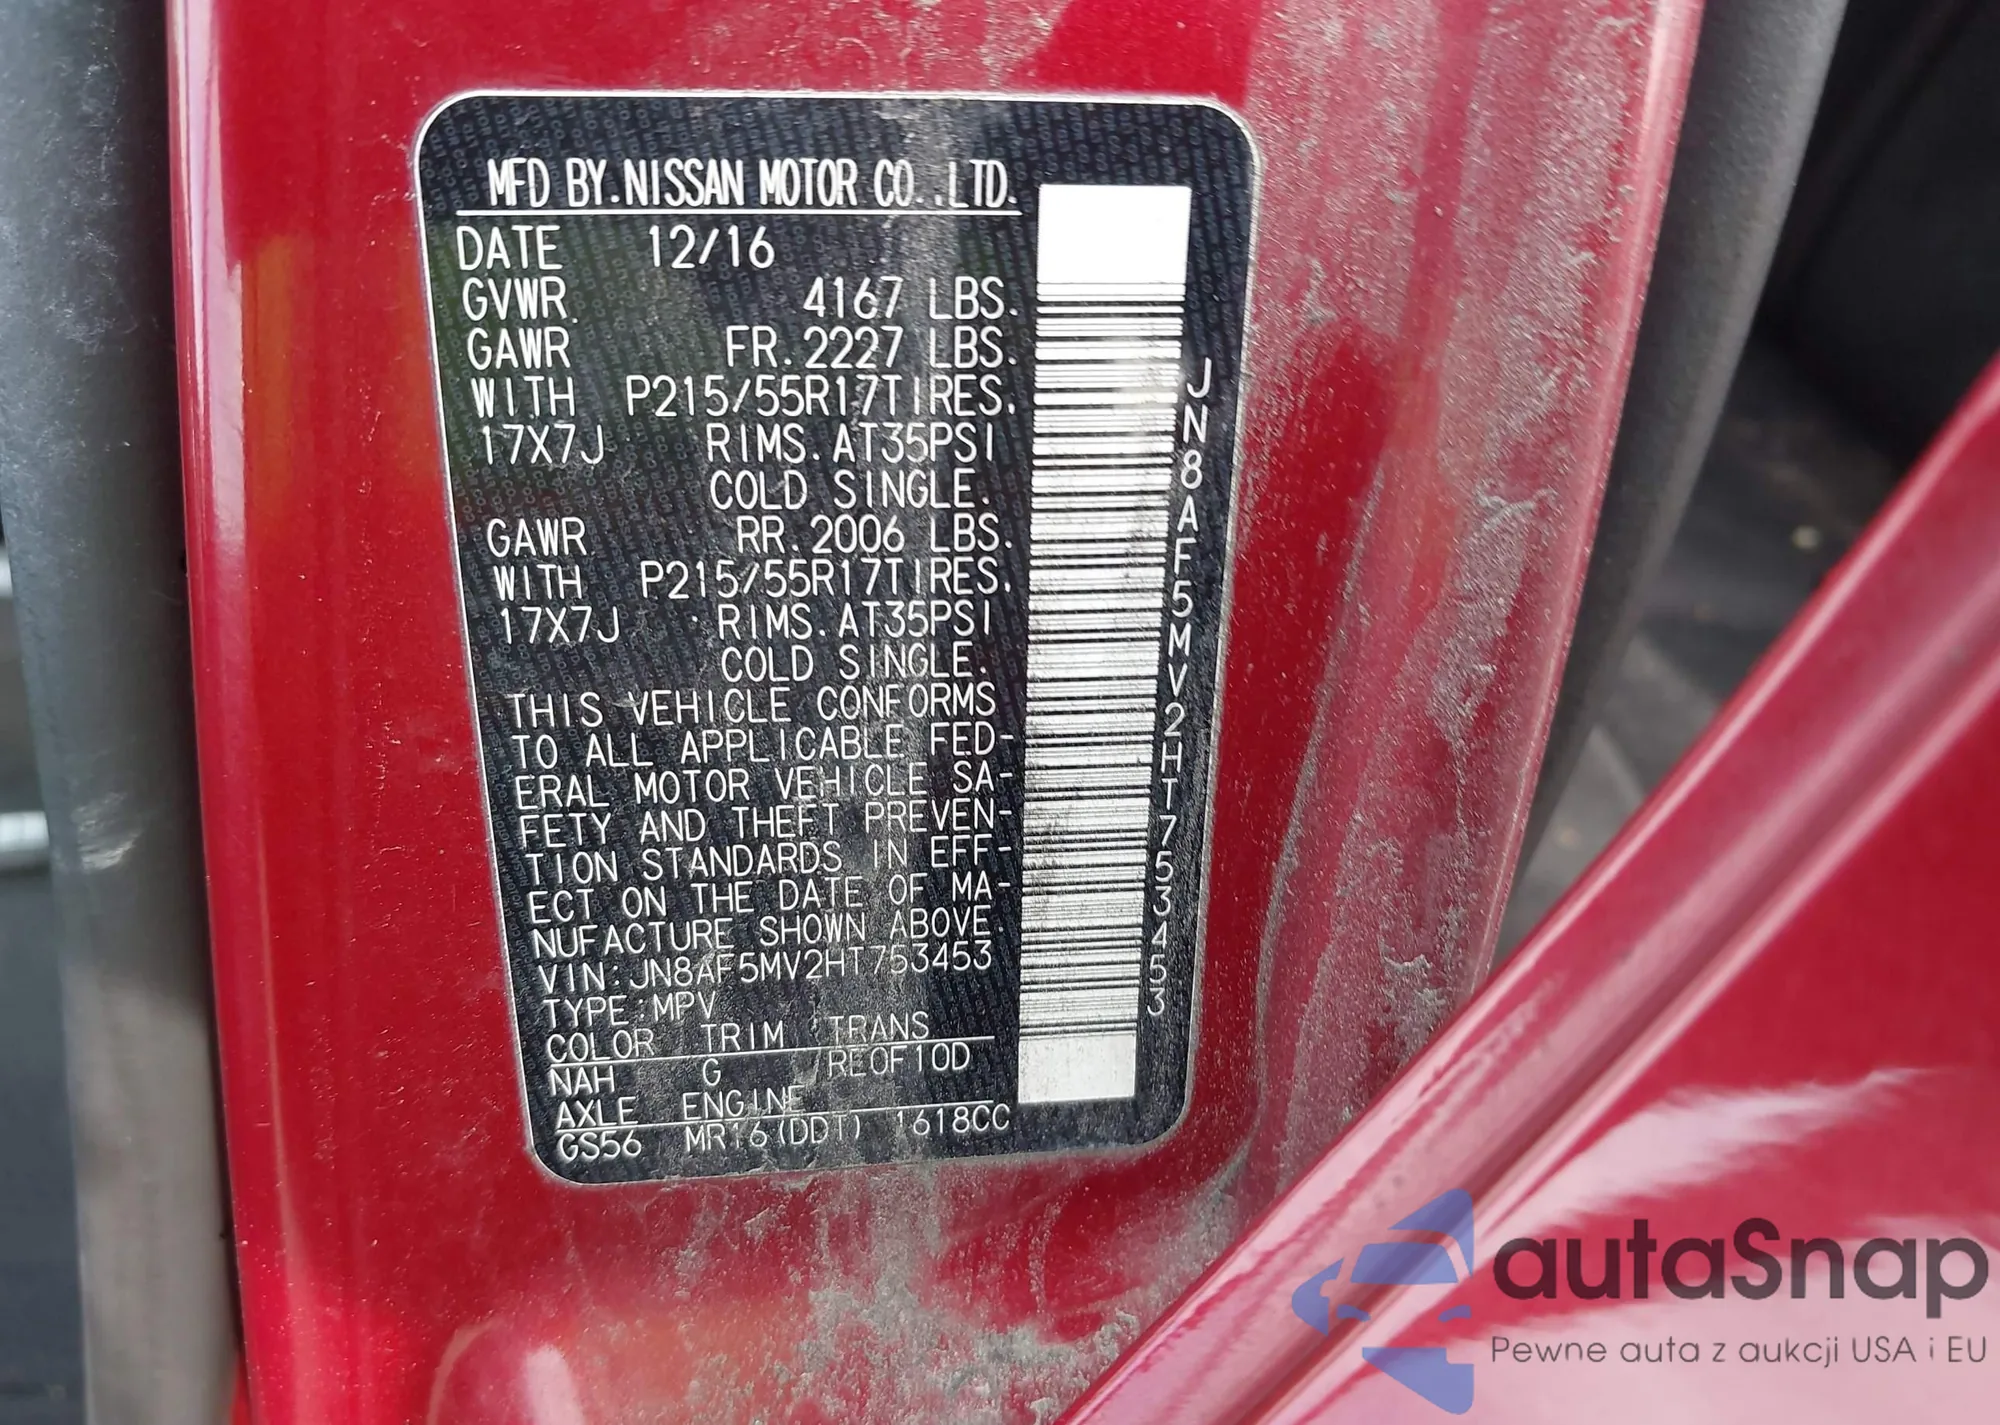 MFD BY.NISSAN MOTOR CO.,LTD.
DATE 12/16
GVWR 4167 LBS.
GAWR FR.2227 LBS.
WITH P215/55R17TIRES.
17X7J RIMS.AT35PSI
COLD SINGLE.
GAWR RR.2006 LBS.
WITH P215/55R17TIRES.
17X7J RIMS.AT35PSI
COLD SINGLE.
THIS VEHICLE CONFORMS
TO ALL APPLICABLE FED-
ERAL MOTOR VEHICLE SA-
FETY AND THEFT PREVEN-
TION STANDARDS IN EFF-
ECT ON THE DATE OF MA-
NUFACTURE SHOWN ABOVE.
VIN:JN8AF5MV2HT753453
TYPE:MPV
COLOR TRIM TRANS
NAH G RE0F10D
AXLE ENGINE
GS56 MR16(DDT) 1618CC
JN8AF5MV2HT753453
autaSnap
Pewne auta z aukcji USA i EU